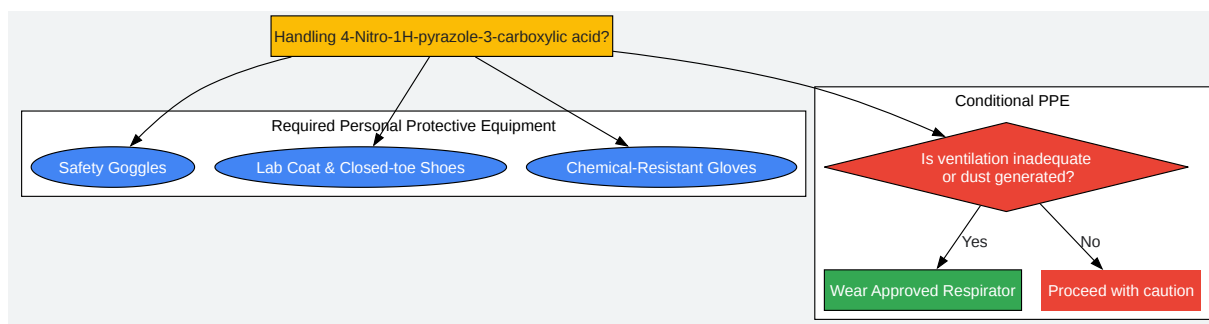 Handling 4-Nitro-1H-pyrazole-3-carboxylic acid?
Required Personal Protective Equipment
Safety Goggles
Lab Coat & Closed-toe Shoes
Chemical-Resistant Gloves
Conditional PPE
Is ventilation inadequate
or dust generated?
Yes
No
Wear Approved Respirator
Proceed with caution